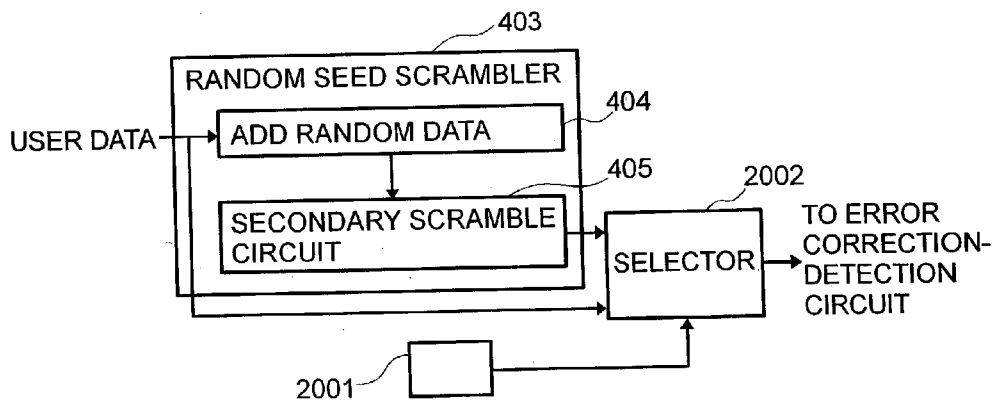 403
RANDOM SEED SCRAMBLER
404
USER DATA
ADD RANDOM DATA
405
2002
SECONDARY SCRAMBLE
CIRCUIT
SELECTOR
TO ERROR
CORRECTION-
DETECTION
CIRCUIT
2001